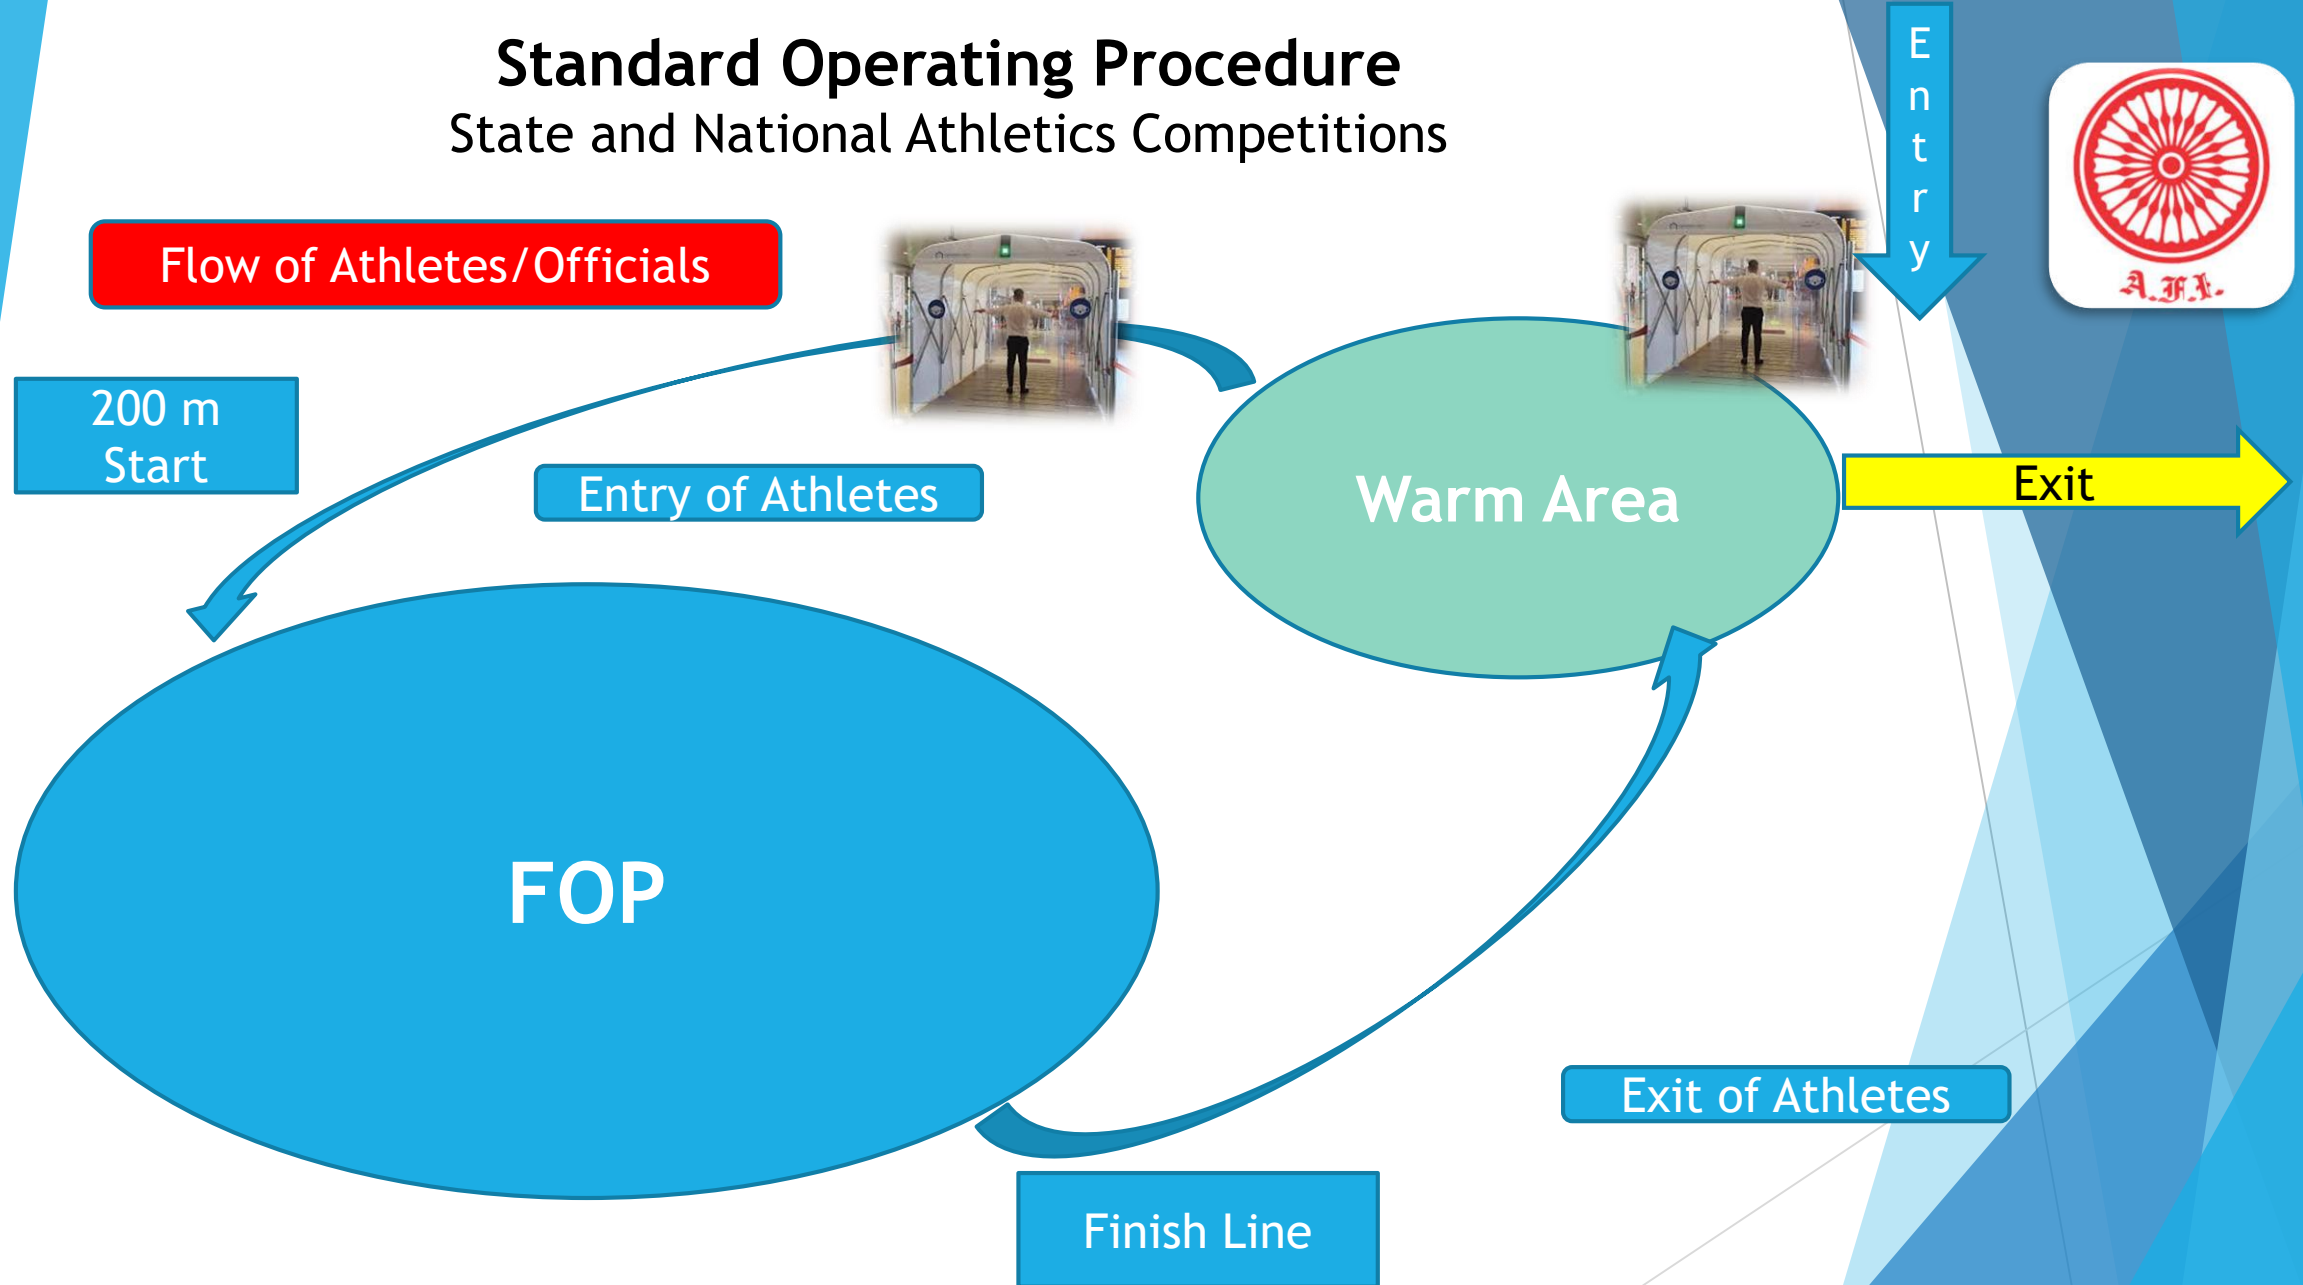 Standard Operating Procedure
State and National Athletics Competitions
Entry
A.F.I.
Flow of Athletes/Officials
200 m
Start
Entry of Athletes
Warm Area
Exit
FOP
Exit of Athletes
Finish Line